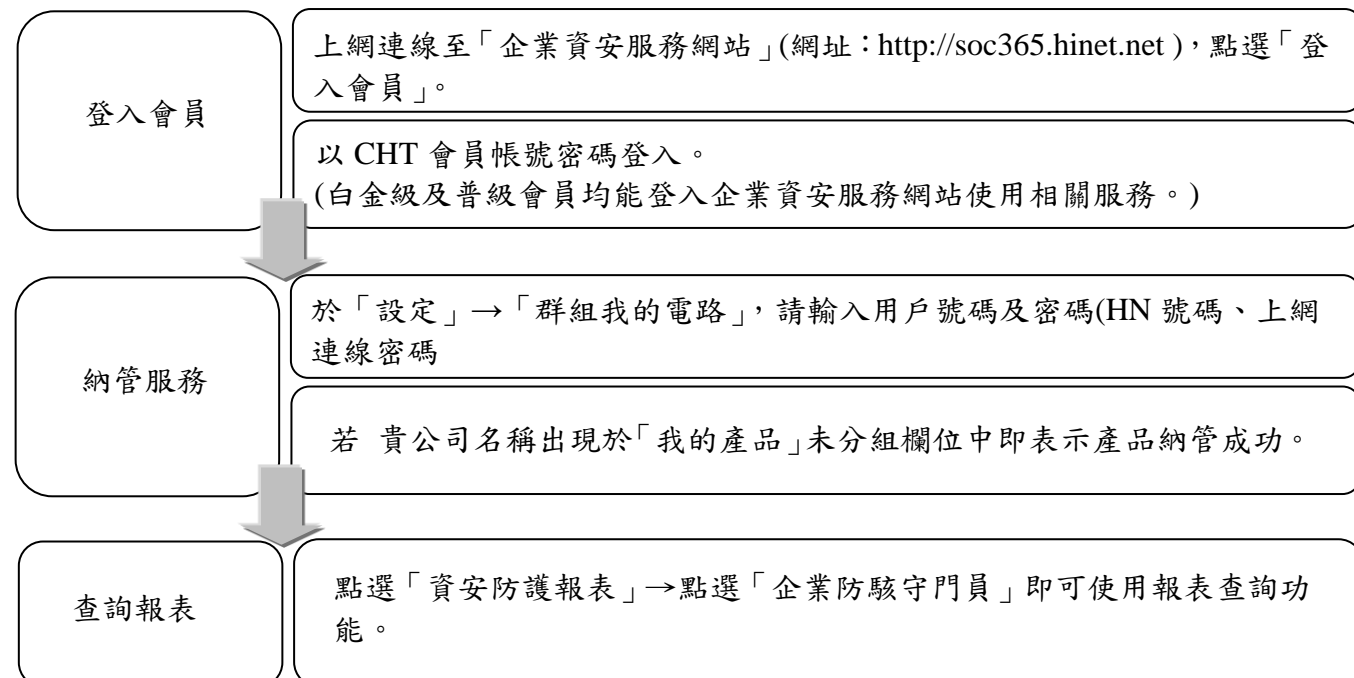 登入會員
上網連線至「企業資安服務網站」(網址：http://soc365.hinet.net )，點選「登
入會員」。
以 CHT 會員帳號密碼登入。
(白金級及普級會員均能登入企業資安服務網站使用相關服務。)
納管服務
於「設定」→「群組我的電路」，請輸入用戶號碼及密碼(HN 號碼、上網
連線密碼
若 貴公司名稱出現於「我的產品」未分組欄位中即表示產品納管成功。
查詢報表
點選「資安防護報表」→點選「企業防駭守門員」即可使用報表查詢功
能。